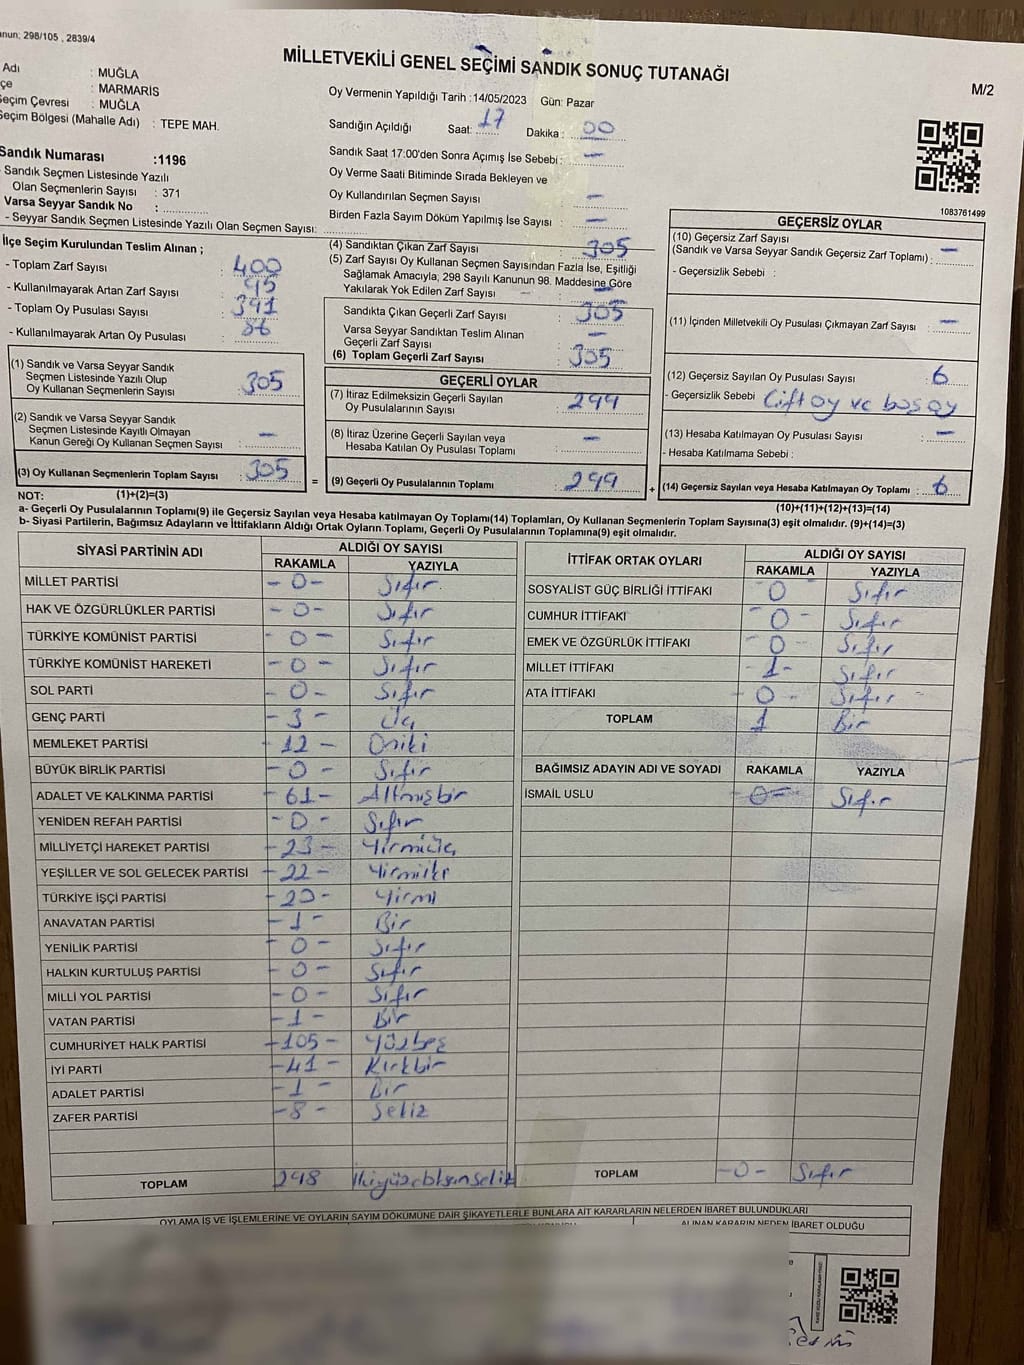 anun; 298/105 , 2839/4
MİLLETVEKİLİ GENEL SEÇİMİ SANDIK SONUÇ TUTANAĞI
M/2
Adı : MUĞLA
çe : MARMARİS
Seçim Çevresi : MUĞLA
Seçim Bölgesi (Mahalle Adı) : TEPE MAH.
Sandık Numarası :1196
Sandık Seçmen Listesinde Yazılı
Olan Seçmenlerin Sayısı : 371
Varsa Seyyar Sandık No :
- Seyyar Sandık Seçmen Listesinde Yazılı Olan Seçmen Sayısı:
Oy Vermenin Yapıldığı Tarih :14/05/2023 Gün: Pazar
Sandığın Açıldığı Saat: 17 Dakika : 00
Sandık Saat 17:00'den Sonra Açımış İse Sebebi : —
Oy Verme Saati Bitiminde Sırada Bekleyen ve
Oy Kullandırılan Seçmen Sayısı : —
Birden Fazla Sayım Döküm Yapılmış İse Sayısı : —
1083761499
İlçe Seçim Kurulundan Teslim Alınan ;
- Toplam Zarf Sayısı : 400
- Kullanılmayarak Artan Zarf Sayısı : 95
- Toplam Oy Pusulası Sayısı : 391
- Kullanılmayarak Artan Oy Pusulası : 86
(4) Sandıktan Çıkan Zarf Sayısı : 305
(5) Zarf Sayısı Oy Kullanan Seçmen Sayısından Fazla İse, Eşitliği
Sağlamak Amacıyla, 298 Sayılı Kanunun 98. Maddesine Göre
Yakılarak Yok Edilen Zarf Sayısı —
Sandıkta Çıkan Geçerli Zarf Sayısı : 305
Varsa Seyyar Sandıktan Teslim Alınan
Geçerli Zarf Sayısı : —
(6) Toplam Geçerli Zarf Sayısı : 305
GEÇERSİZ OYLAR
(10) Geçersiz Zarf Sayısı
(Sandık ve Varsa Seyyar Sandık Geçersiz Zarf Toplamı) : —
- Geçersizlik Sebebi :
(11) İçinden Milletvekili Oy Pusulası Çıkmayan Zarf Sayısı : —
(12) Geçersiz Sayılan Oy Pusulası Sayısı : 6
- Geçersizlik Sebebi Çift oy ve boş oy
(13) Hesaba Katılmayan Oy Pusulası Sayısı : —
- Hesaba Katılmama Sebebi :
(14) Geçersiz Sayılan veya Hesaba Katılmayan Oy Toplamı : 6
(10)+(11)+(12)+(13)=(14)
(1) Sandık ve Varsa Seyyar Sandık
Seçmen Listesinde Yazılı Olup
Oy Kullanan Seçmenlerin Sayısı : 305
(2) Sandık ve Varsa Seyyar Sandık
Seçmen Listesinde Kayıtlı Olmayan
Kanun Gereği Oy Kullanan Seçmen Sayısı : —
(3) Oy Kullanan Seçmenlerin Toplam Sayısı : 305 =
GEÇERLİ OYLAR
(7) İtiraz Edilmeksizin Geçerli Sayılan
Oy Pusulalarının Sayısı : 299
(8) İtiraz Üzerine Geçerli Sayılan veya
Hesaba Katılan Oy Pusulası Toplamı : —
(9) Geçerli Oy Pusulalarının Toplamı : 299 +
NOT: (1)+(2)=(3)
a- Geçerli Oy Pusulalarının Toplamı(9) ile Geçersiz Sayılan veya Hesaba katılmayan Oy Toplamı(14) Toplamları, Oy Kullanan Seçmenlerin Toplam Sayısına(3) eşit olmalıdır. (9)+(14)=(3)
b- Siyasi Partilerin, Bağımsız Adayların ve İttifakların Aldığı Ortak Oyların Toplamı, Geçerli Oy Pusulalarının Toplamına(9) eşit olmalıdır.
SİYASİ PARTİNİN ADI ALDIĞI OY SAYISI
RAKAMLA YAZIYLA
MİLLET PARTİSİ - 0 - Sıfır
HAK VE ÖZGÜRLÜKLER PARTİSİ - 0 - Sıfır
TÜRKİYE KOMÜNİST PARTİSİ - 0 - Sıfır
TÜRKİYE KOMÜNİST HAREKETİ - 0 - Sıfır
SOL PARTİ - 0 - Sıfır
GENÇ PARTİ - 3 - Üç
MEMLEKET PARTİSİ - 12 - Oniki
BÜYÜK BİRLİK PARTİSİ - 0 - Sıfır
ADALET VE KALKINMA PARTİSİ - 61 - Altmışbir
YENİDEN REFAH PARTİSİ - 0 - Sıfır
MİLLİYETÇİ HAREKET PARTİSİ - 23 - Yirmiüç
YEŞİLLER VE SOL GELECEK PARTİSİ - 22 - Yirmiiki
TÜRKİYE İŞÇİ PARTİSİ - 20 - Yirmi
ANAVATAN PARTİSİ - 1 - Bir
YENİLİK PARTİSİ - 0 - Sıfır
HALKIN KURTULUŞ PARTİSİ - 0 - Sıfır
MİLLİ YOL PARTİSİ - 0 - Sıfır
VATAN PARTİSİ - 1 - Bir
CUMHURİYET HALK PARTİSİ - 105 - Yüzbeş
İYİ PARTİ - 41 - Kırkbir
ADALET PARTİSİ - 1 - Bir
ZAFER PARTİSİ - 8 - Sekiz
TOPLAM 298
İTTİFAK ORTAK OYLARI ALDIĞI OY SAYISI
RAKAMLA YAZIYLA
SOSYALİST GÜÇ BİRLİĞİ İTTİFAKI - 0 Sıfır
CUMHUR İTTİFAKI - 0 - Sıfır
EMEK VE ÖZGÜRLÜK İTTİFAKI - 0 - Sıfır
MİLLET İTTİFAKI - 1 - Sıfır
ATA İTTİFAKI - 0 - Sıfır
TOPLAM 1 Bir
BAĞIMSIZ ADAYIN ADI VE SOYADI RAKAMLA YAZIYLA
İSMAİL USLU - 0 - Sıfır
TOPLAM - 0 - Sıfır
OYLAMA İŞ VE İŞLEMLERİNE VE OYLARIN SAYIM DÖKÜMÜNE DAİR ŞİKAYETLERLE BUNLARA AİT KARARLARIN NELERDEN İBARET BULUNDUKLARI
ALINAN KARARIN NEDEN İBARET OLDUĞU